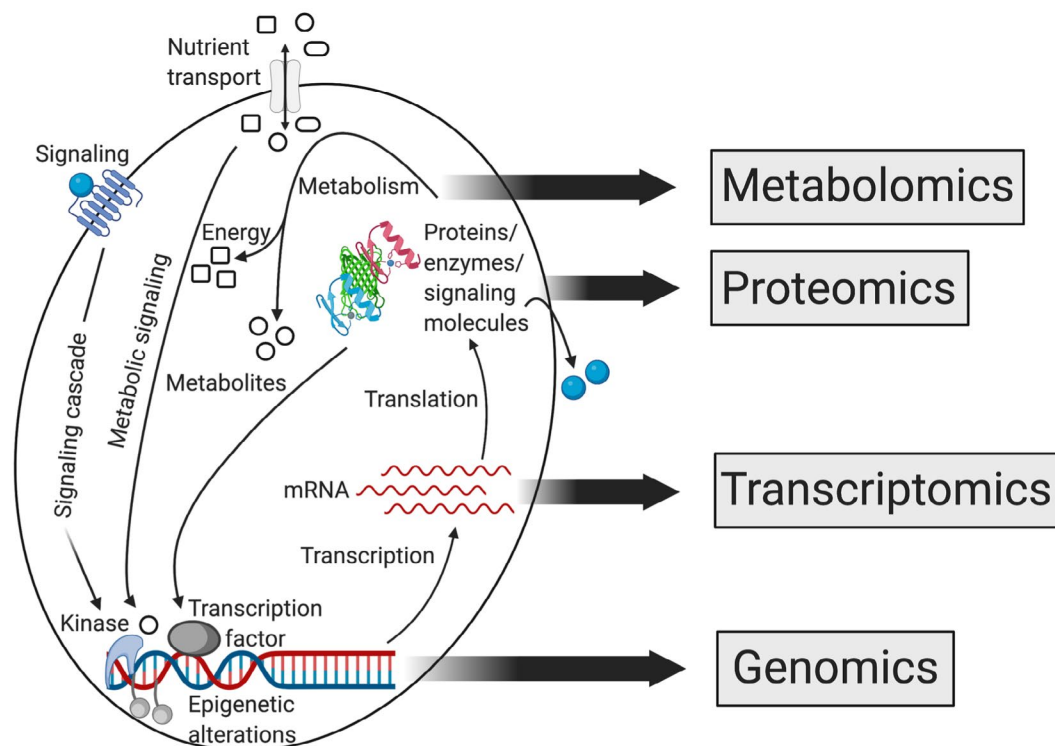 Nutrient
transport
Signaling
Metabolism
Energy
Proteins/
enzymes/
signaling
molecules
Metabolites
Signaling cascade
Metabolic signaling
Translation
mRNA
Transcription
Kinase
Transcription
factor
Epigenetic
alterations
Metabolomics
Proteomics
Transcriptomics
Genomics